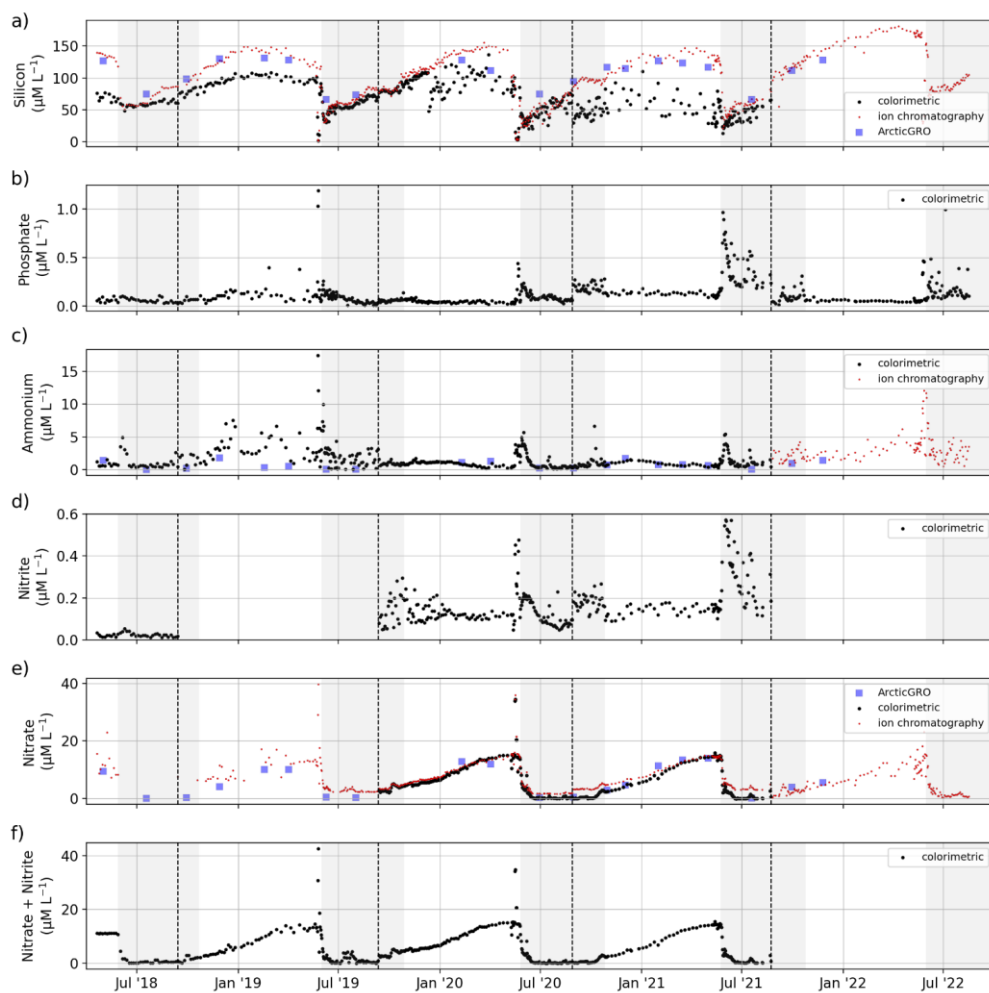 a)
Silicon
(μM L⁻¹)
150
100
50
0
colorimetric
ion chromatography
ArcticGRO
b)
Phosphate
(μM L⁻¹)
1.0
0.5
0.0
colorimetric
c)
Ammonium
(μM L⁻¹)
15
10
5
0
colorimetric
ion chromatography
d)
Nitrite
(μM L⁻¹)
0.6
0.4
0.2
0.0
colorimetric
e)
Nitrate
(μM L⁻¹)
40
20
0
ArcticGRO
colorimetric
ion chromatography
f)
Nitrate + Nitrite
(μM L⁻¹)
40
20
0
colorimetric
Jul '18 Jan '19 Jul '19 Jan '20 Jul '20 Jan '21 Jul '21 Jan '22 Jul '22